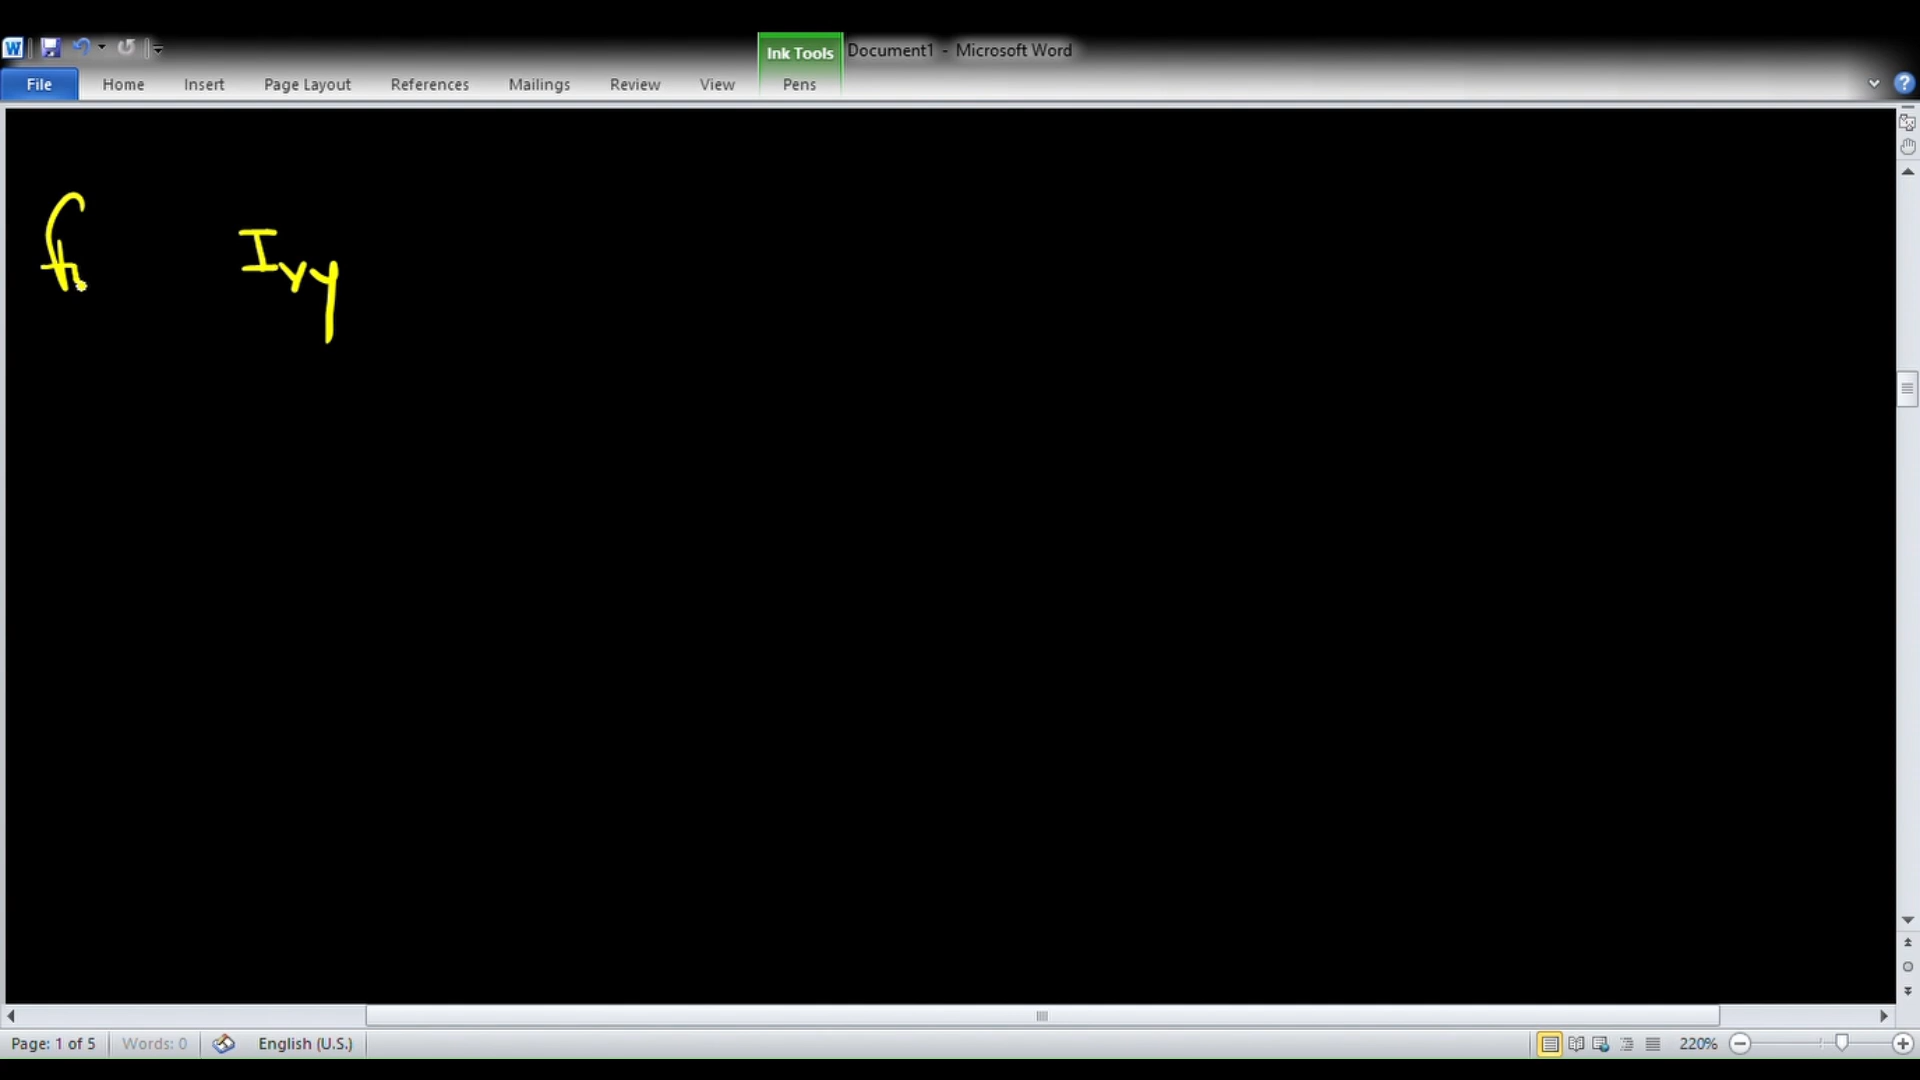 Ink Tools Document1 - Microsoft Word
File Home Insert Page Layout References Mailings Review View Pens
Iyy
Page: 1 of 5 Words: 0 English (U.S.) 220%